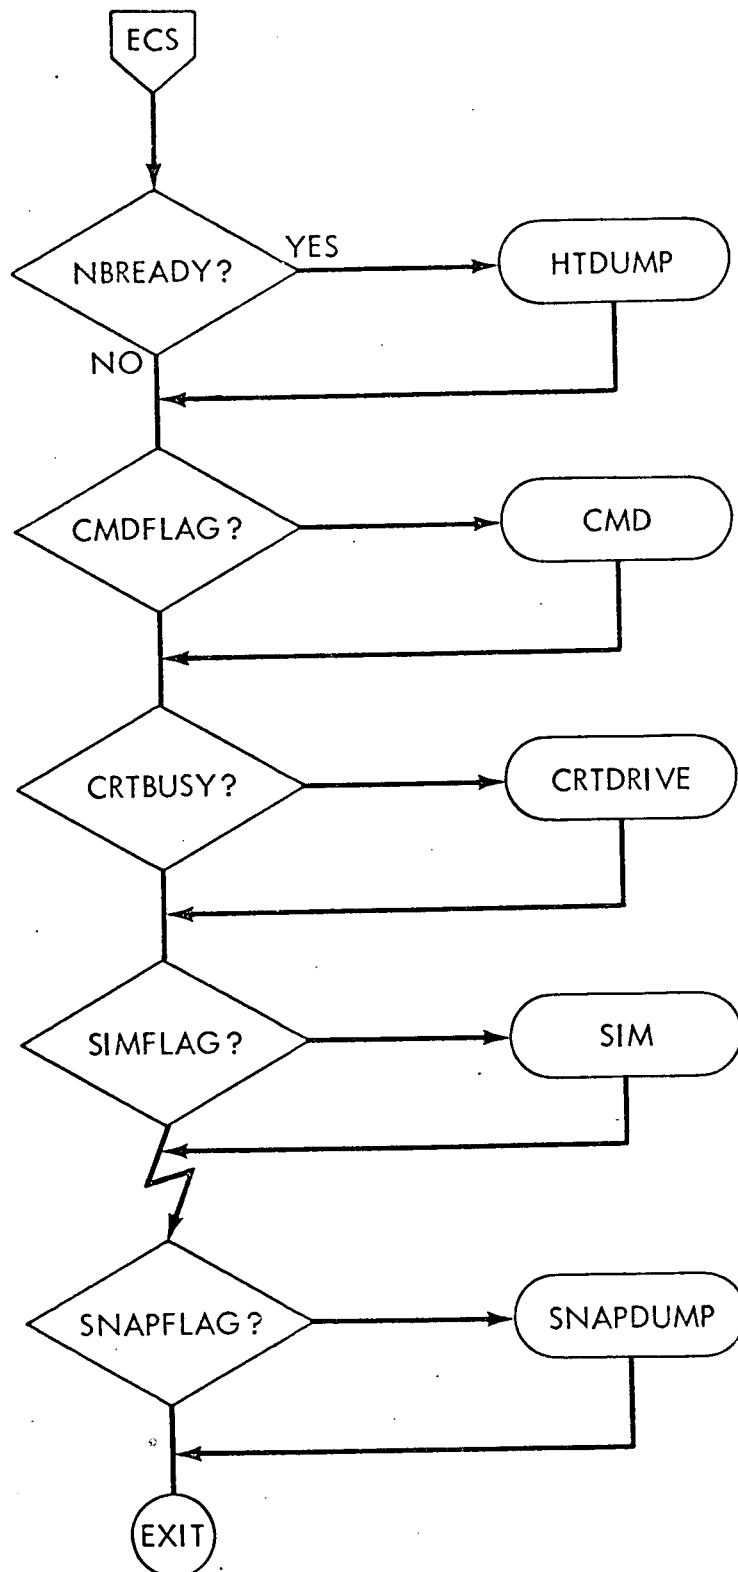 ECS
NBREADY?
YES
HTDUMP
NO
CMDFLAG?
CMD
CRTBUSY?
CRTDRIVE
SIMFLAG?
SIM
SNAPFLAG?
SNAPDUMP
EXIT